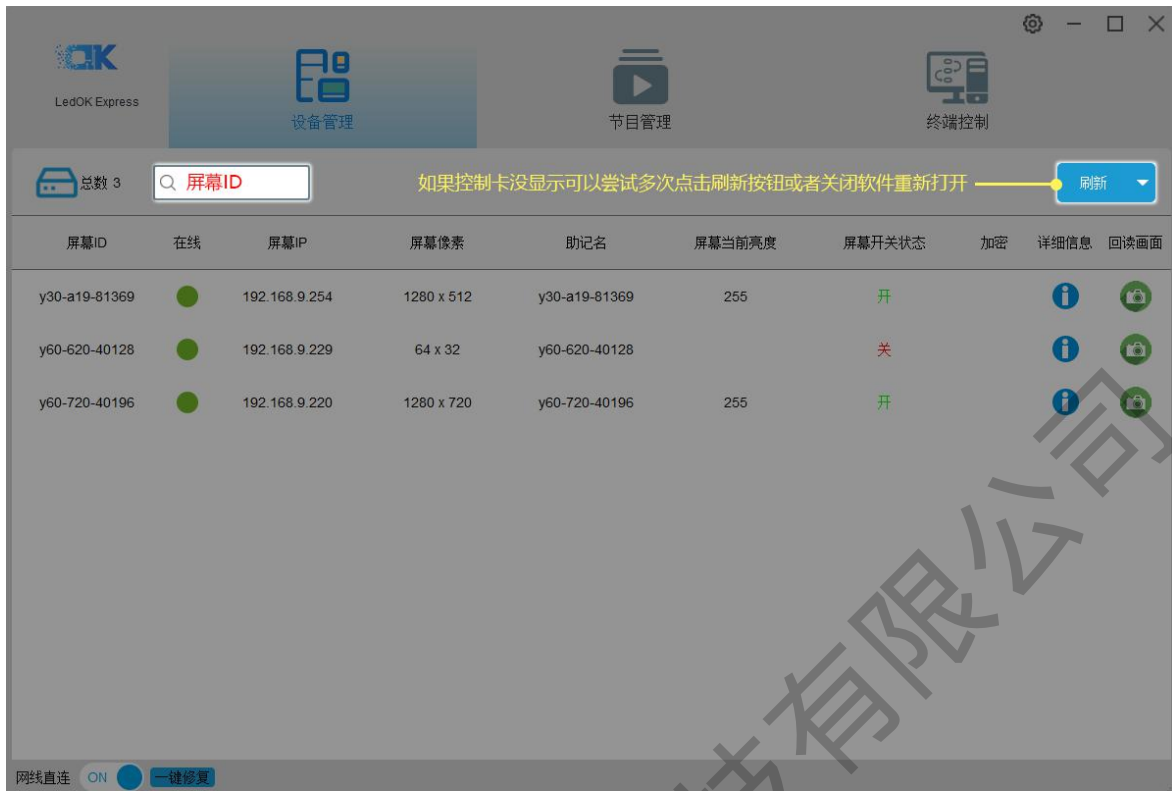 LedOK Express
设备管理
节目管理
终端控制
总数 3
屏幕ID
如果控制卡没显示可以尝试多次点击刷新按钮或者关闭软件重新打开
刷新
屏幕ID 在线 屏幕IP 屏幕像素 助记名 屏幕当前亮度 屏幕开关状态 加密 详细信息 回读画面
y30-a19-81369 192.168.9.254 1280 x 512 y30-a19-81369 255 开
y60-620-40128 192.168.9.229 64 x 32 y60-620-40128 关
y60-720-40196 192.168.9.220 1280 x 720 y60-720-40196 255 开
网线直连 ON 一键修复
技有限公司